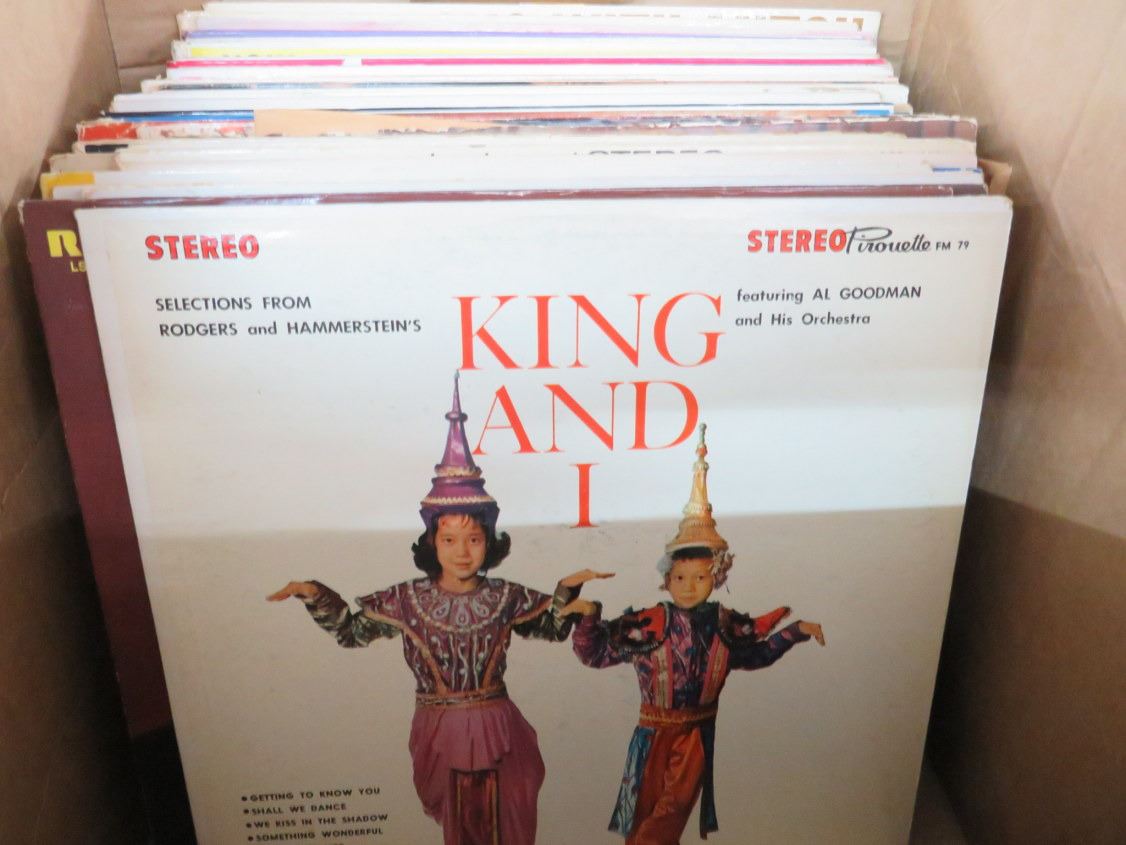 STEREO
STEREO
STEREO Pirouette FM 79
SELECTIONS FROM
RODGERS and HAMMERSTEIN'S
KING
AND
I
featuring AL GOODMAN
and His Orchestra
• GETTING TO KNOW YOU
• SHALL WE DANCE
• WE KISS IN THE SHADOW
• SOMETHING WONDERFUL